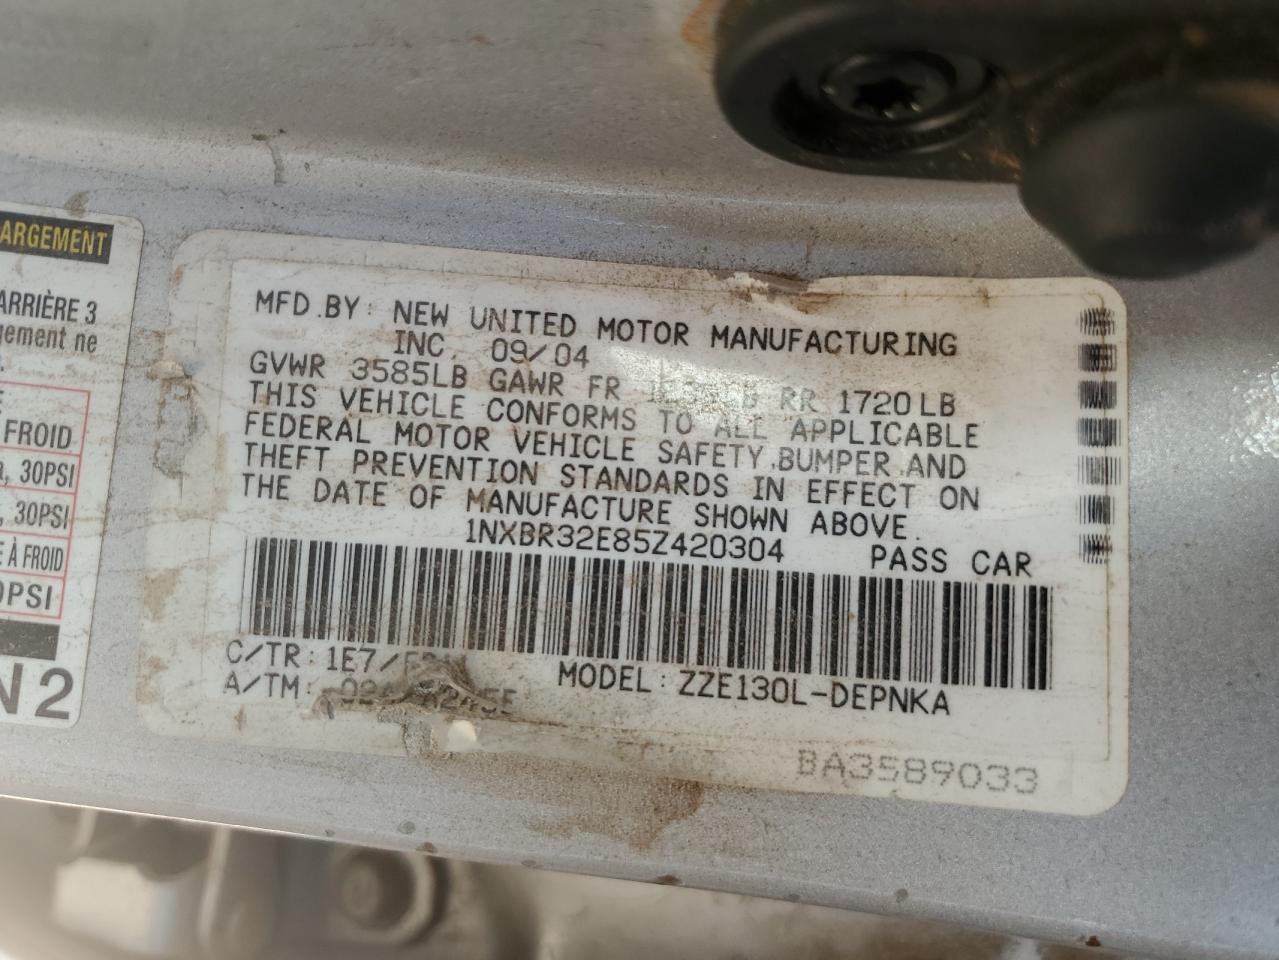 ARGEMENT
ARRIÈRE 3
gement ne
FROID
, 30PSI
, 30PSI
E À FROID
0PSI
N 2
MFD.BY: NEW UNITED MOTOR MANUFACTURING
INC. 09/04
GVWR 3585LB GAWR FR RR 1720LB
THIS VEHICLE CONFORMS TO ALL APPLICABLE
FEDERAL MOTOR VEHICLE SAFETY,BUMPER,AND
THEFT PREVENTION STANDARDS IN EFFECT ON
THE DATE OF MANUFACTURE SHOWN ABOVE.
1NXBR32E85Z420304 PASS CAR
C/TR: 1E7/
A/TM:
MODEL: ZZE130L-DEPNKA
BA3589033